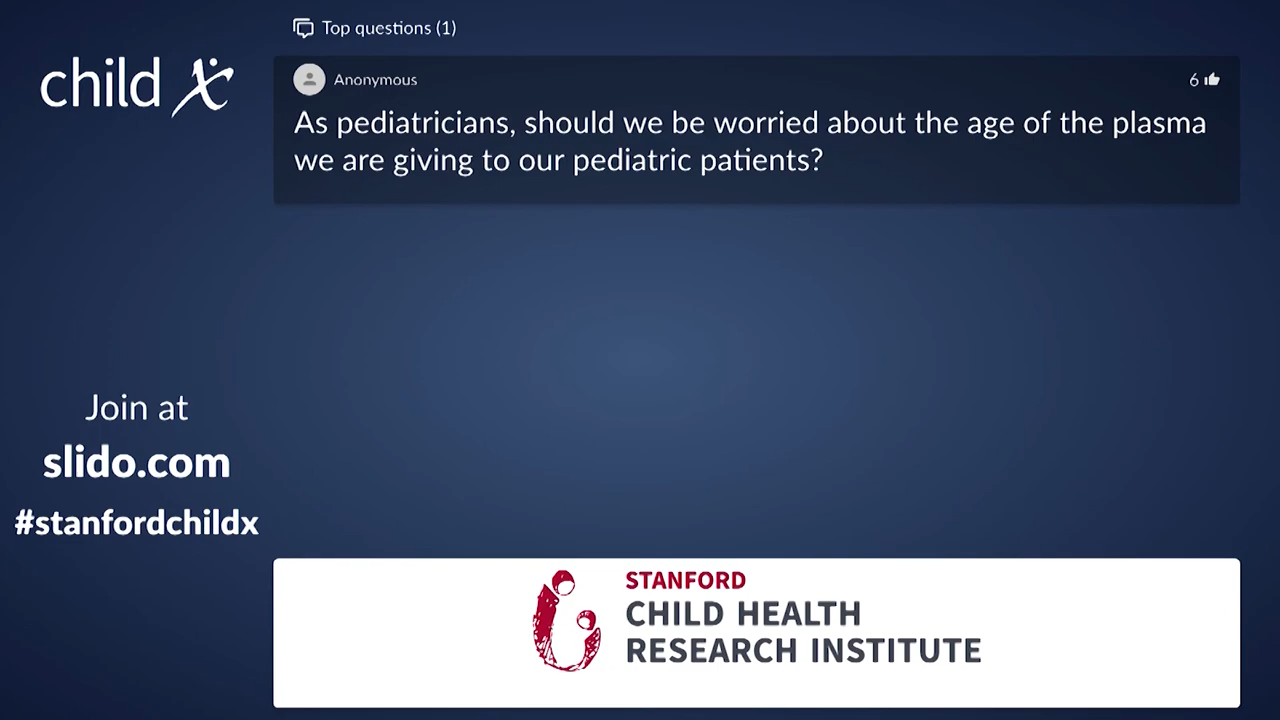 Top questions (1)
child x
Anonymous
6
As pediatricians, should we be worried about the age of the plasma
we are giving to our pediatric patients?
Join at
slido.com
#stanfordchildx
STANFORD
CHILD HEALTH
RESEARCH INSTITUTE